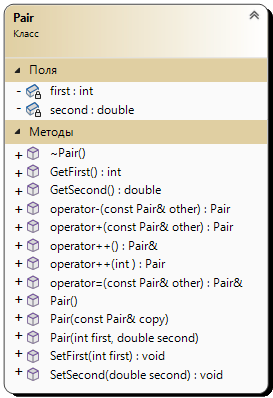 Pair
Класс
Поля
- first : int
- second : double
Методы
+ ~Pair()
+ GetFirst() : int
+ GetSecond() : double
+ operator-(const Pair& other) : Pair
+ operator+(const Pair& other) : Pair
+ operator++() : Pair&
+ operator++(int ) : Pair
+ operator=(const Pair& other) : Pair&
+ Pair()
+ Pair(const Pair& copy)
+ Pair(int first, double second)
+ SetFirst(int first) : void
+ SetSecond(double second) : void